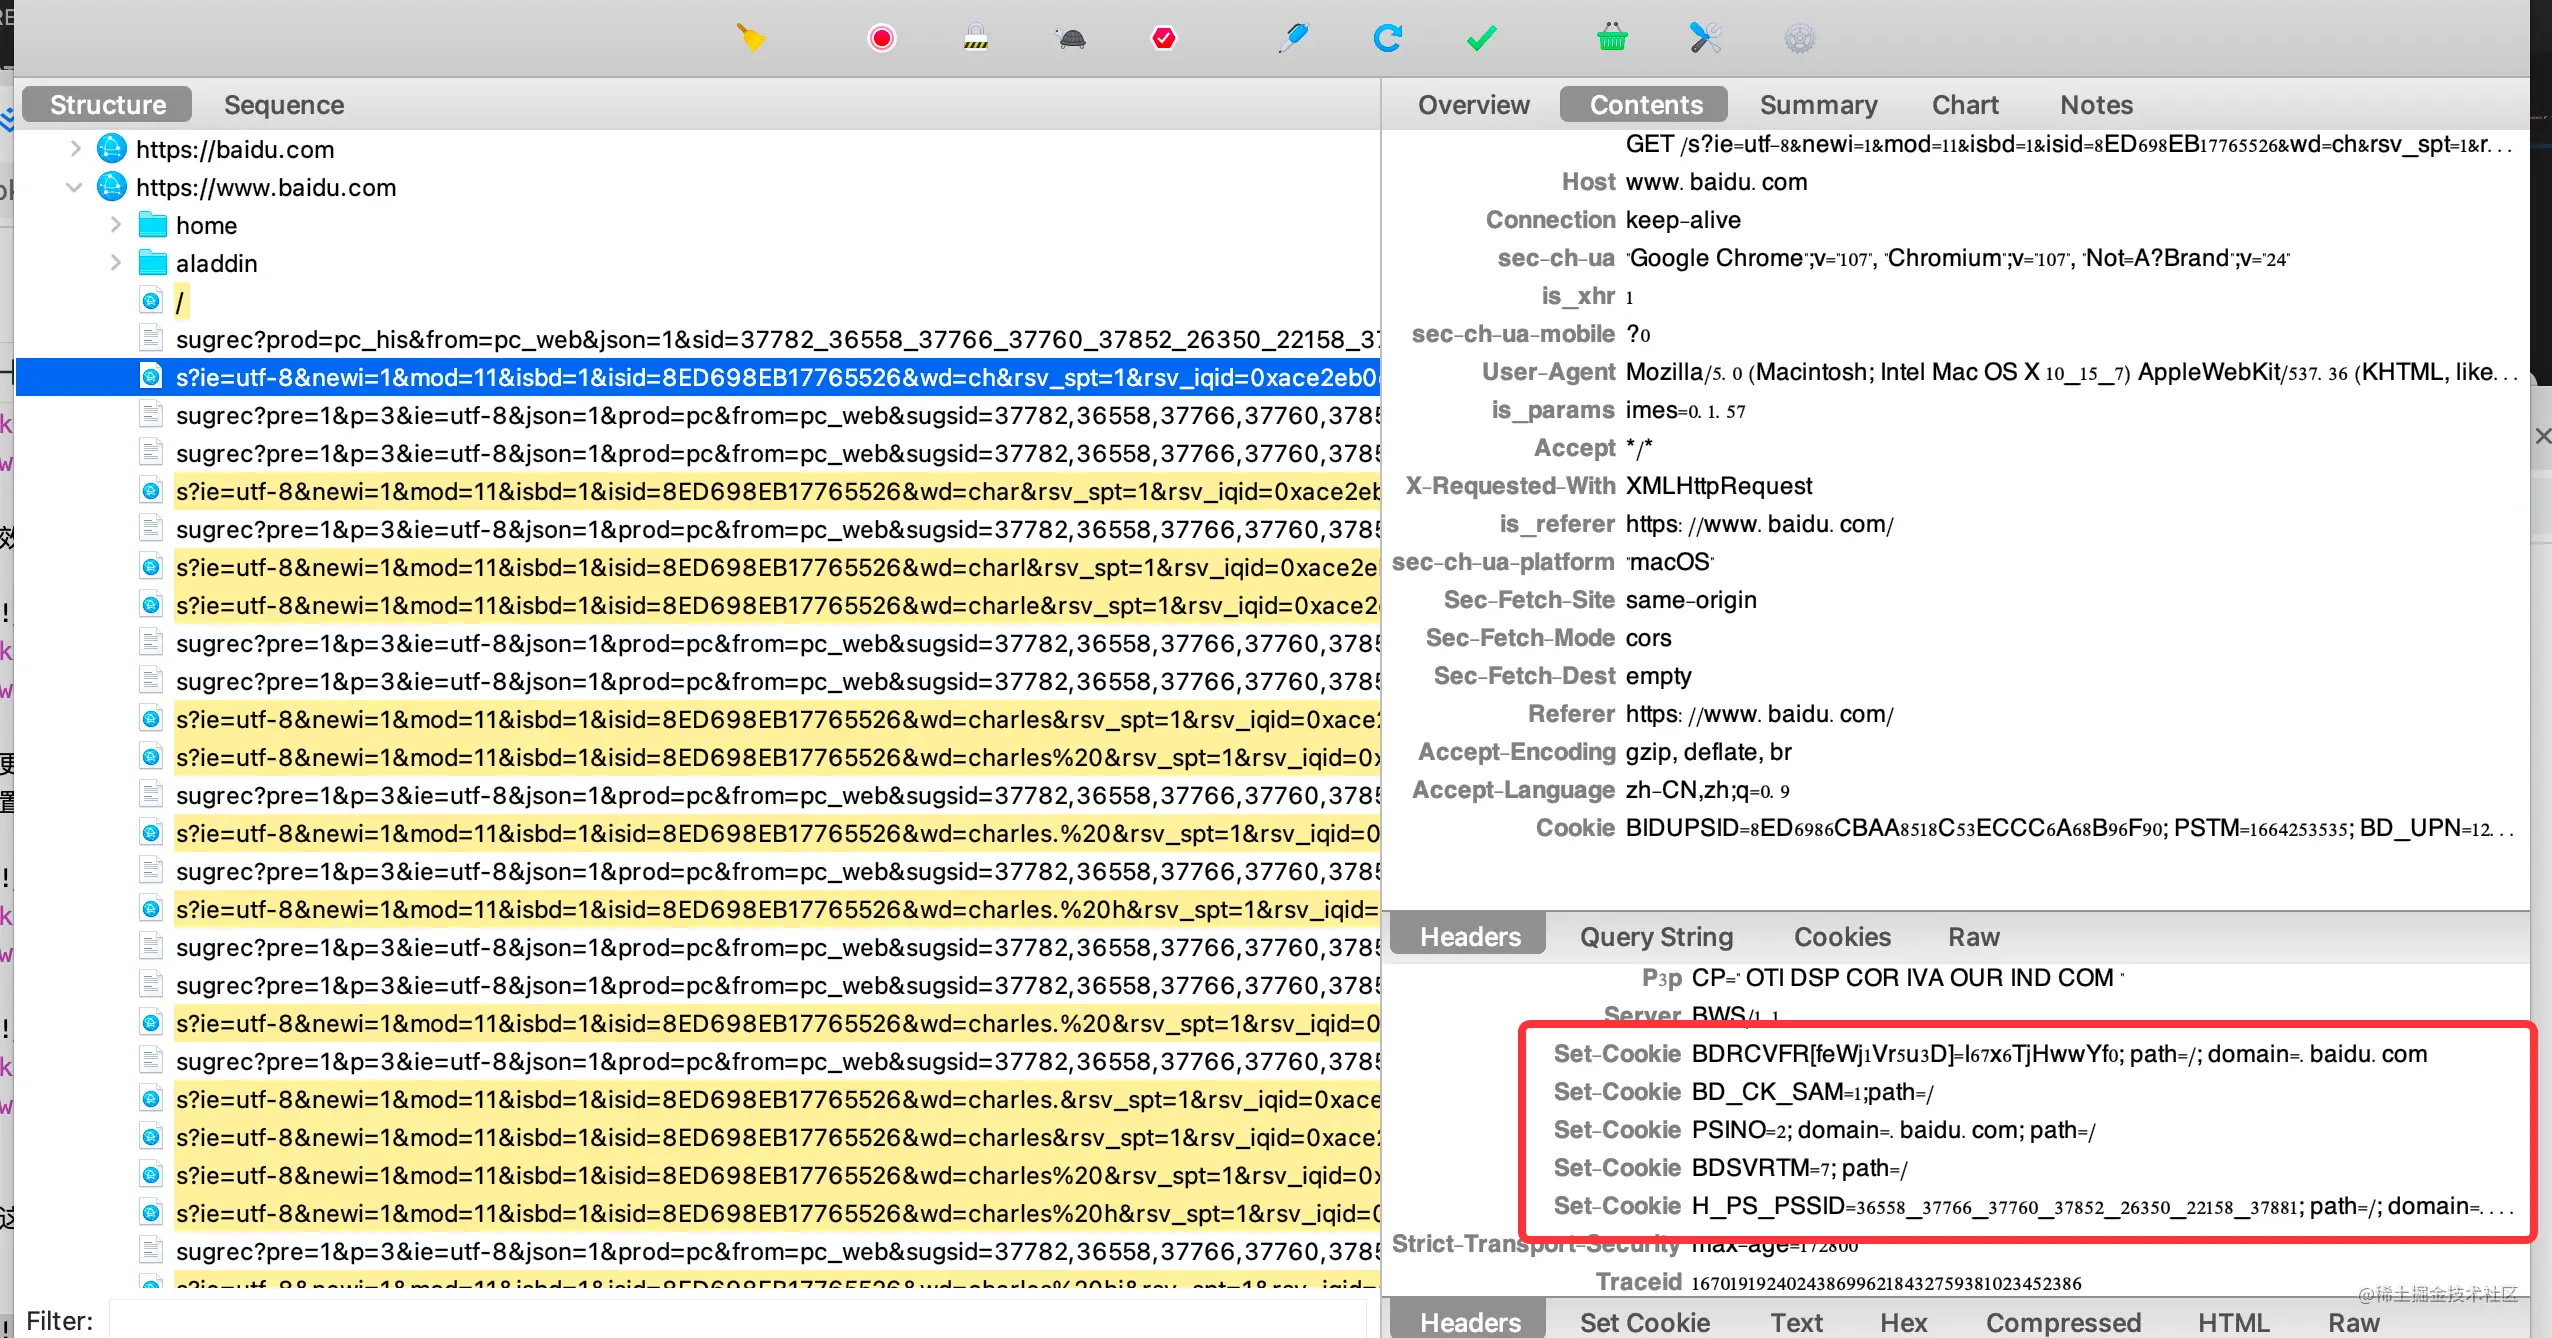 Structure Sequence
https://baidu.com
https://www.baidu.com
home
aladdin
/
sugrec?prod=pc_his&from=pc_web&json=1&sid=37782_36558_37766_37760_37852_26350_22158_37
s?ie=utf-8&newi=1&mod=11&isbd=1&isid=8ED698EB17765526&wd=ch&rsv_spt=1&rsv_iqid=0xace2eb0
sugrec?pre=1&p=3&ie=utf-8&json=1&prod=pc&from=pc_web&sugsid=37782,36558,37766,37760,3785
sugrec?pre=1&p=3&ie=utf-8&json=1&prod=pc&from=pc_web&sugsid=37782,36558,37766,37760,3785
s?ie=utf-8&newi=1&mod=11&isbd=1&isid=8ED698EB17765526&wd=char&rsv_spt=1&rsv_iqid=0xace2eb
sugrec?pre=1&p=3&ie=utf-8&json=1&prod=pc&from=pc_web&sugsid=37782,36558,37766,37760,3785
s?ie=utf-8&newi=1&mod=11&isbd=1&isid=8ED698EB17765526&wd=charl&rsv_spt=1&rsv_iqid=0xace2e
s?ie=utf-8&newi=1&mod=11&isbd=1&isid=8ED698EB17765526&wd=charle&rsv_spt=1&rsv_iqid=0xace2
sugrec?pre=1&p=3&ie=utf-8&json=1&prod=pc&from=pc_web&sugsid=37782,36558,37766,37760,3785
sugrec?pre=1&p=3&ie=utf-8&json=1&prod=pc&from=pc_web&sugsid=37782,36558,37766,37760,3785
s?ie=utf-8&newi=1&mod=11&isbd=1&isid=8ED698EB17765526&wd=charles&rsv_spt=1&rsv_iqid=0xace2
s?ie=utf-8&newi=1&mod=11&isbd=1&isid=8ED698EB17765526&wd=charles%20&rsv_spt=1&rsv_iqid=0x
sugrec?pre=1&p=3&ie=utf-8&json=1&prod=pc&from=pc_web&sugsid=37782,36558,37766,37760,3785
s?ie=utf-8&newi=1&mod=11&isbd=1&isid=8ED698EB17765526&wd=charles.%20&rsv_spt=1&rsv_iqid=0
sugrec?pre=1&p=3&ie=utf-8&json=1&prod=pc&from=pc_web&sugsid=37782,36558,37766,37760,3785
s?ie=utf-8&newi=1&mod=11&isbd=1&isid=8ED698EB17765526&wd=charles.%20h&rsv_spt=1&rsv_iqid=
sugrec?pre=1&p=3&ie=utf-8&json=1&prod=pc&from=pc_web&sugsid=37782,36558,37766,37760,3785
sugrec?pre=1&p=3&ie=utf-8&json=1&prod=pc&from=pc_web&sugsid=37782,36558,37766,37760,3785
s?ie=utf-8&newi=1&mod=11&isbd=1&isid=8ED698EB17765526&wd=charles.%20&rsv_spt=1&rsv_iqid=0
sugrec?pre=1&p=3&ie=utf-8&json=1&prod=pc&from=pc_web&sugsid=37782,36558,37766,37760,3785
s?ie=utf-8&newi=1&mod=11&isbd=1&isid=8ED698EB17765526&wd=charles.&rsv_spt=1&rsv_iqid=0xace
s?ie=utf-8&newi=1&mod=11&isbd=1&isid=8ED698EB17765526&wd=charles&rsv_spt=1&rsv_iqid=0xace2
s?ie=utf-8&newi=1&mod=11&isbd=1&isid=8ED698EB17765526&wd=charles%20&rsv_spt=1&rsv_iqid=0x
s?ie=utf-8&newi=1&mod=11&isbd=1&isid=8ED698EB17765526&wd=charles%20h&rsv_spt=1&rsv_iqid=0
sugrec?pre=1&p=3&ie=utf-8&json=1&prod=pc&from=pc_web&sugsid=37782,36558,37766,37760,3785
Filter:
Overview Contents Summary Chart Notes
GET /s?ie=utf-8&newi=1&mod=11&isbd=1&isid=8ED698EB17765526&wd=ch&rsv_spt=1&r...
Host www.baidu.com
Connection keep-alive
sec-ch-ua "Google Chrome";v="107", "Chromium";v="107", "Not=A?Brand";v="24"
is_xhr 1
sec-ch-ua-mobile ?0
User-Agent Mozilla/5.0 (Macintosh; Intel Mac OS X 10_15_7) AppleWebKit/537.36 (KHTML, like...
is_params imes=0.1.57
Accept */*
X-Requested-With XMLHttpRequest
is_referer https://www.baidu.com/
sec-ch-ua-platform "macOS"
Sec-Fetch-Site same-origin
Sec-Fetch-Mode cors
Sec-Fetch-Dest empty
Referer https://www.baidu.com/
Accept-Encoding gzip, deflate, br
Accept-Language zh-CN,zh;q=0.9
Cookie BIDUPSID=8ED6986CBAA8518C53ECCC6A68B96F90; PSTM=1664253535; BD_UPN=12...
Headers Query String Cookies Raw
P3p CP=" OTI DSP COR IVA OUR IND COM "
Server BWS/1.1
Set-Cookie BDRCVFR[feWj1Vr5u3D]=I67x6TjHwwYf0; path=/; domain=.baidu.com
Set-Cookie BD_CK_SAM=1;path=/
Set-Cookie PSINO=2; domain=.baidu.com; path=/
Set-Cookie BDSVRTM=7; path=/
Set-Cookie H_PS_PSSID=36558_37766_37760_37852_26350_22158_37881; path=/; domain=....
Strict-Transport-Security max-age=172800
Traceid 1670191924024386996218432759381023452386
@稀土掘金技术社区
Headers Set Cookie Text Hex Compressed HTML Raw